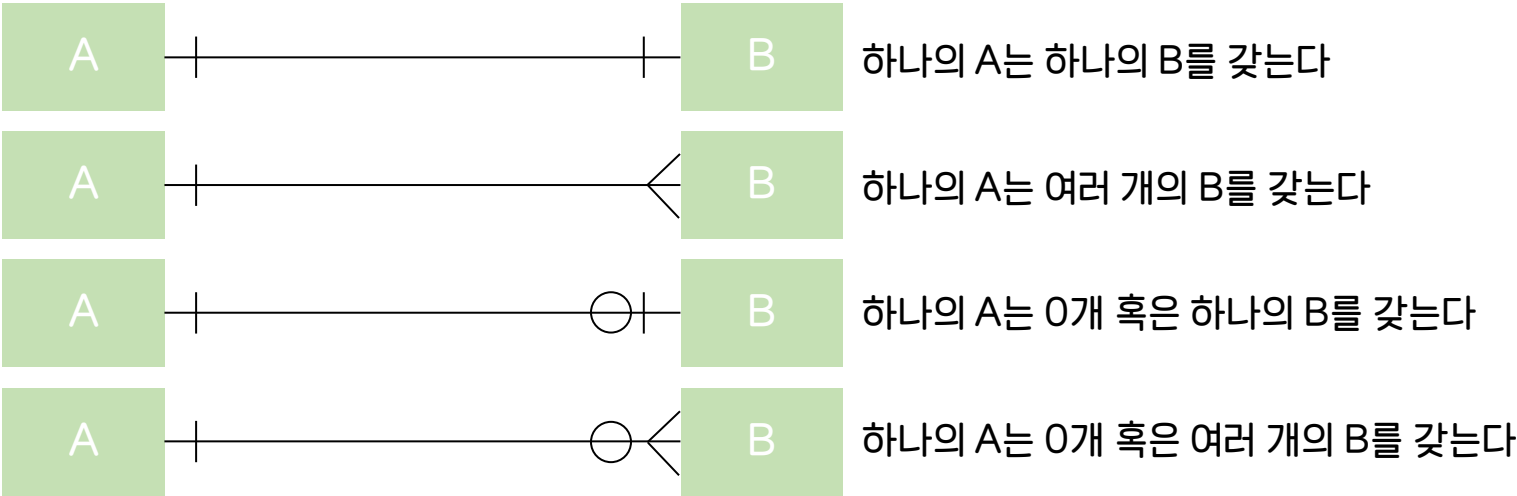 A B 하나의 A는 하나의 B를 갖는다
A B 하나의 A는 여러 개의 B를 갖는다
A B 하나의 A는 0개 혹은 하나의 B를 갖는다
A B 하나의 A는 0개 혹은 여러 개의 B를 갖는다